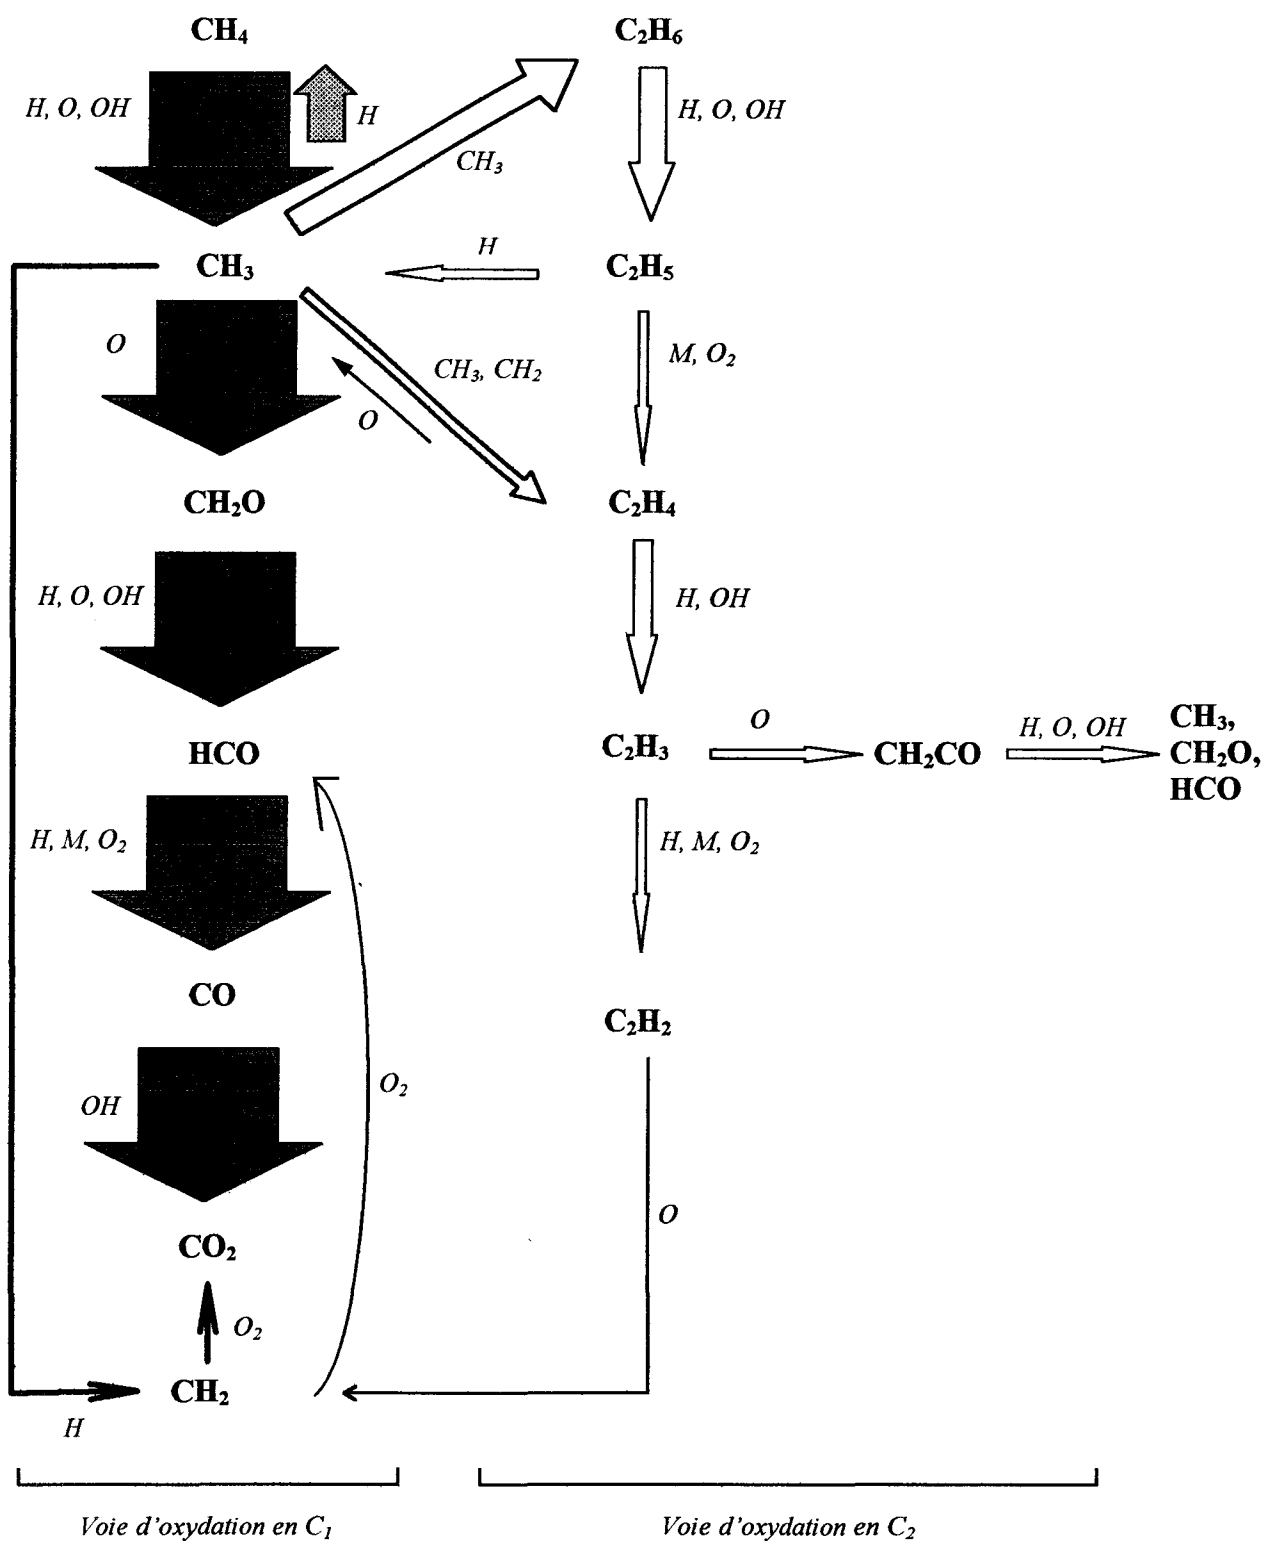 CH₄
C₂H₆
H, O, OH
H
H, O, OH
CH₃
CH₃
H
C₂H₅
O
CH₃, CH₂
M, O₂
O
CH₂O
C₂H₄
H, O, OH
H, OH
HCO
C₂H₃
O
CH₂CO
H, O, OH
CH₃,
CH₂O,
HCO
H, M, O₂
H, M, O₂
CO
C₂H₂
OH
O₂
O
CO₂
O₂
CH₂
H
Voie d'oxydation en C₁
Voie d'oxydation en C₂